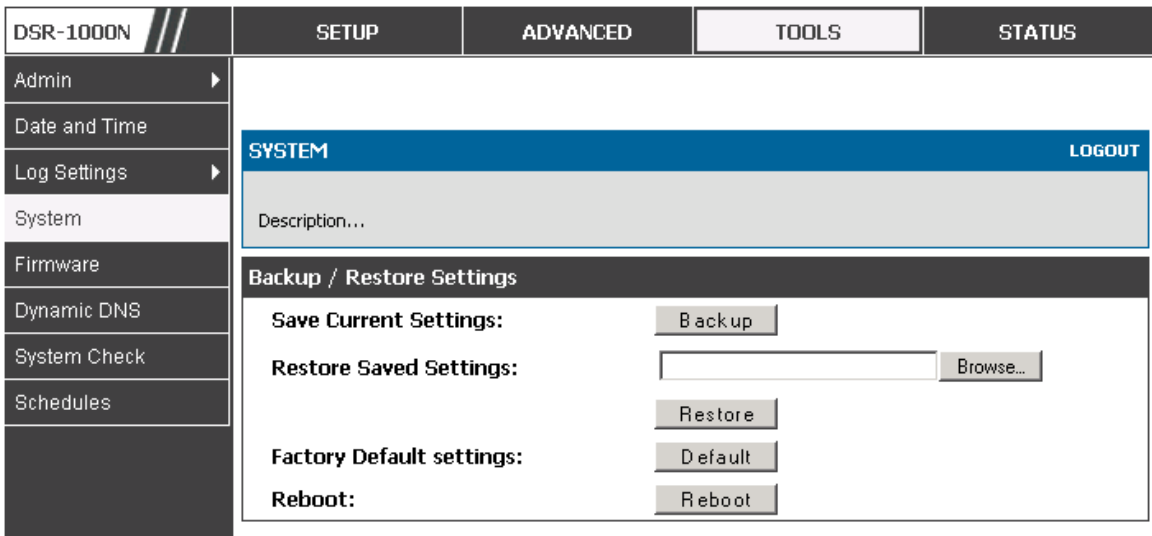 DSR-1000N
SETUP
ADVANCED
TOOLS
STATUS
Admin
Date and Time
Log Settings
System
Firmware
Dynamic DNS
System Check
Schedules
SYSTEM
LOGOUT
Description...
Backup / Restore Settings
Save Current Settings:
Backup
Restore Saved Settings:
Browse...
Restore
Factory Default settings:
Default
Reboot:
Reboot